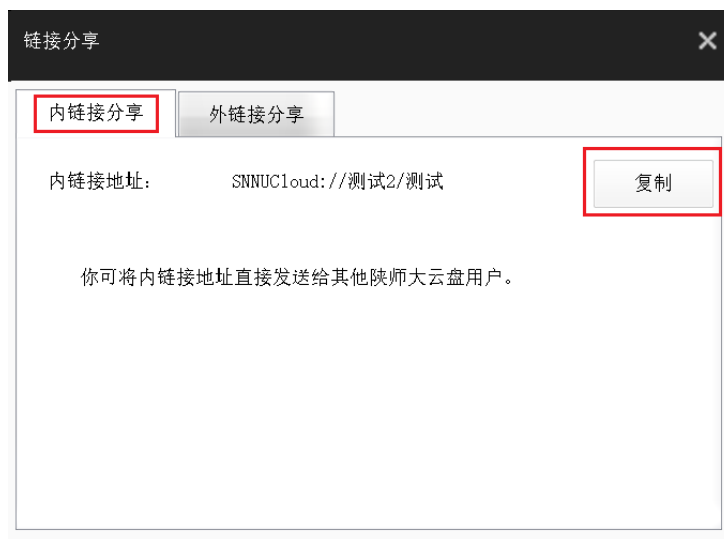 链接分享
内链接分享 外链接分享
内链接地址: SNNUCloud://测试2/测试 复制
你可将内链接地址直接发送给其他陕师大云盘用户。